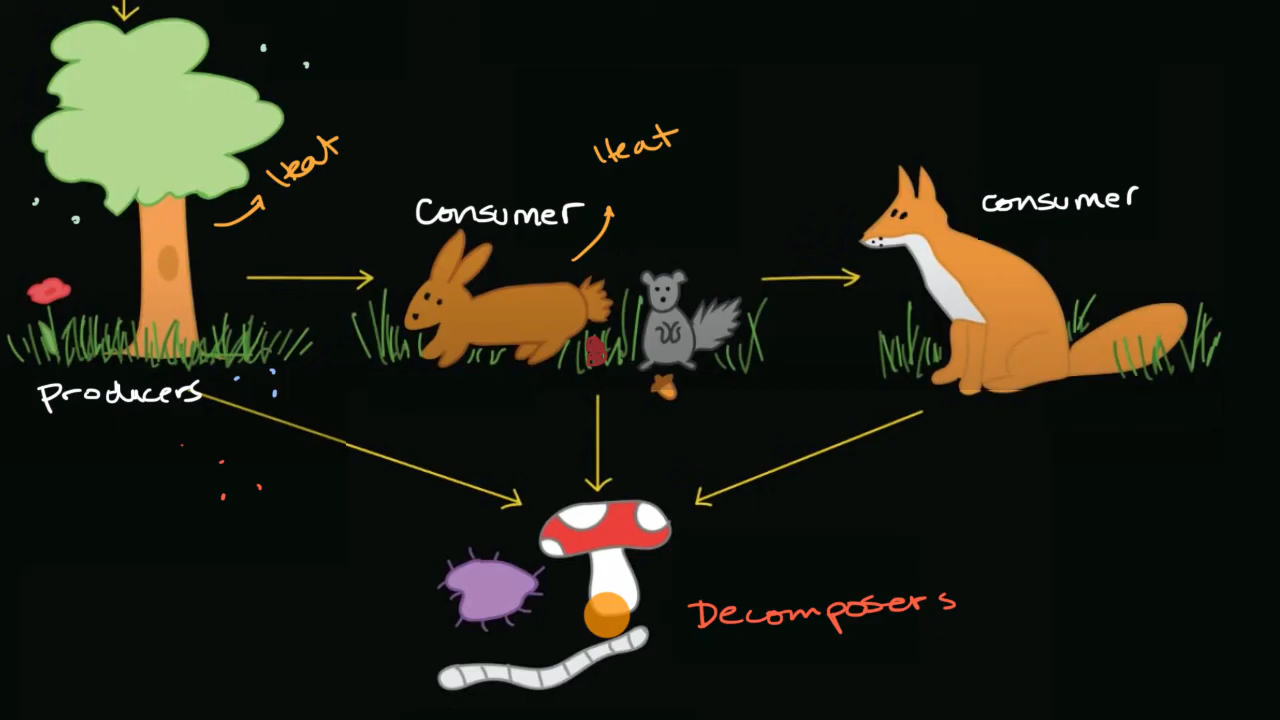 Heat
Heat
Consumer
consumer
Producers
Decomposers